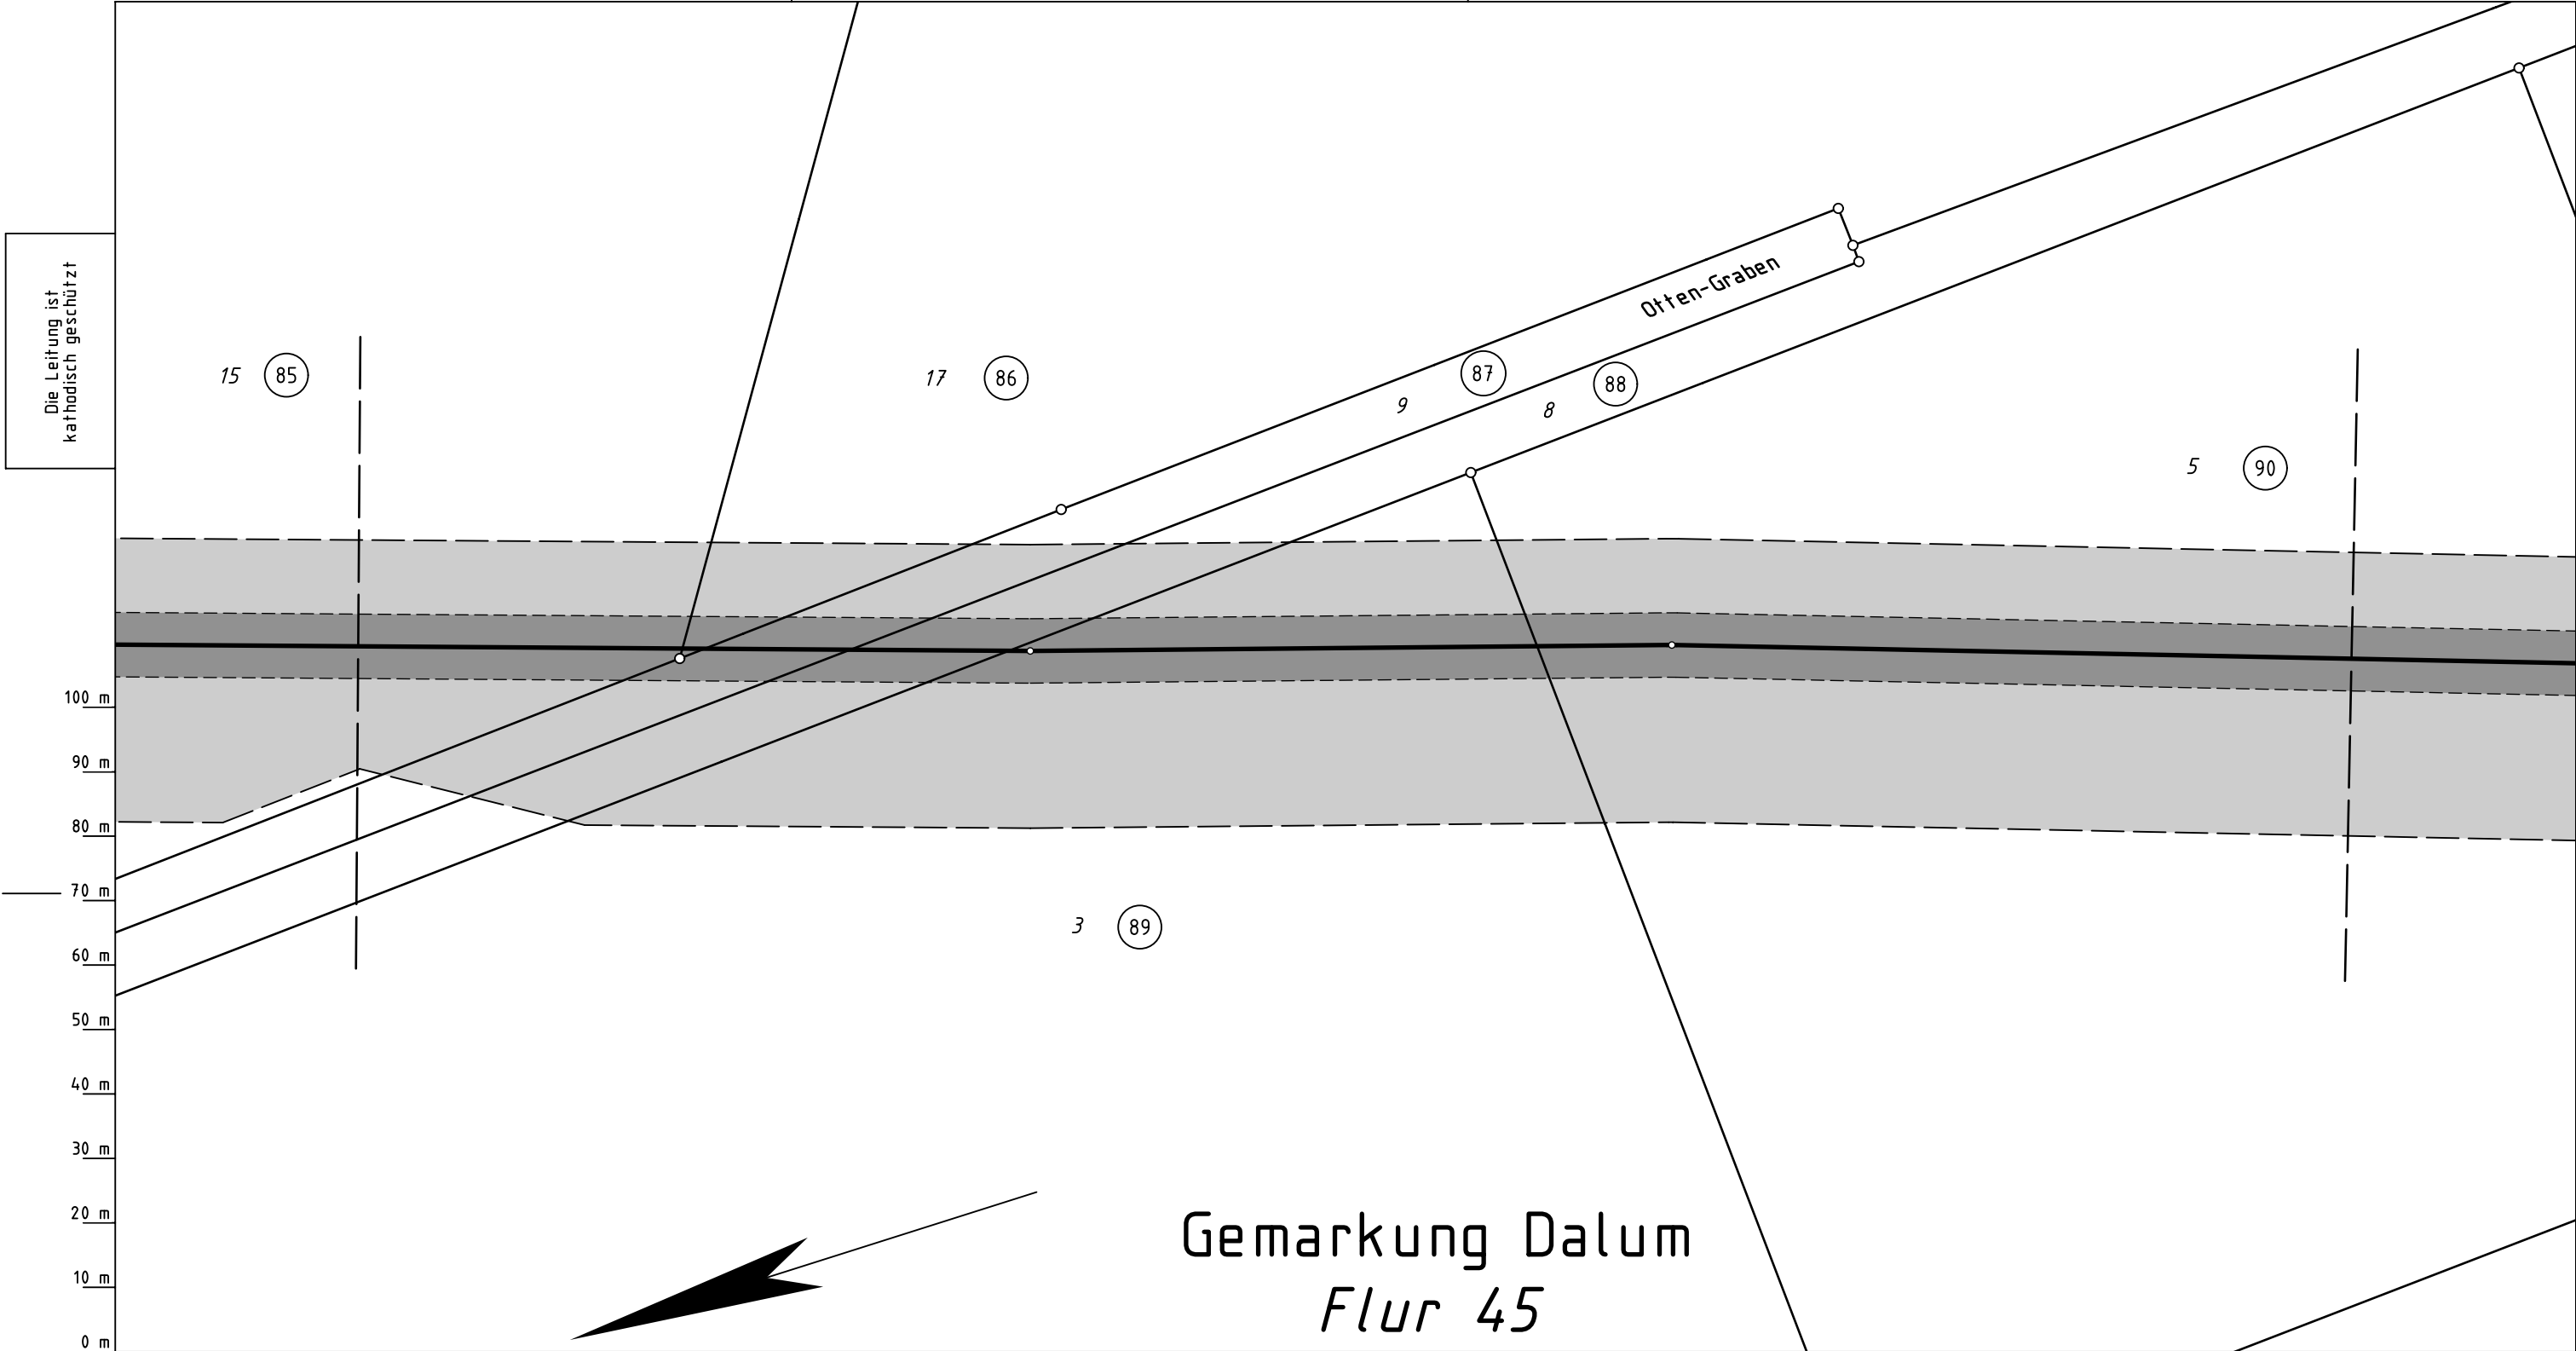 Die Leitung ist
kathodisch geschützt
15 85
17 86
Otten-Graben
9 87
8 88
5 90
100 m
90 m
80 m
70 m
60 m
50 m
40 m
30 m
20 m
10 m
0 m
3 89
Gemarkung Dalum
Flur 45